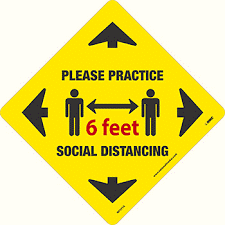 PLEASE PRACTICE
6 feet
SOCIAL DISTANCING